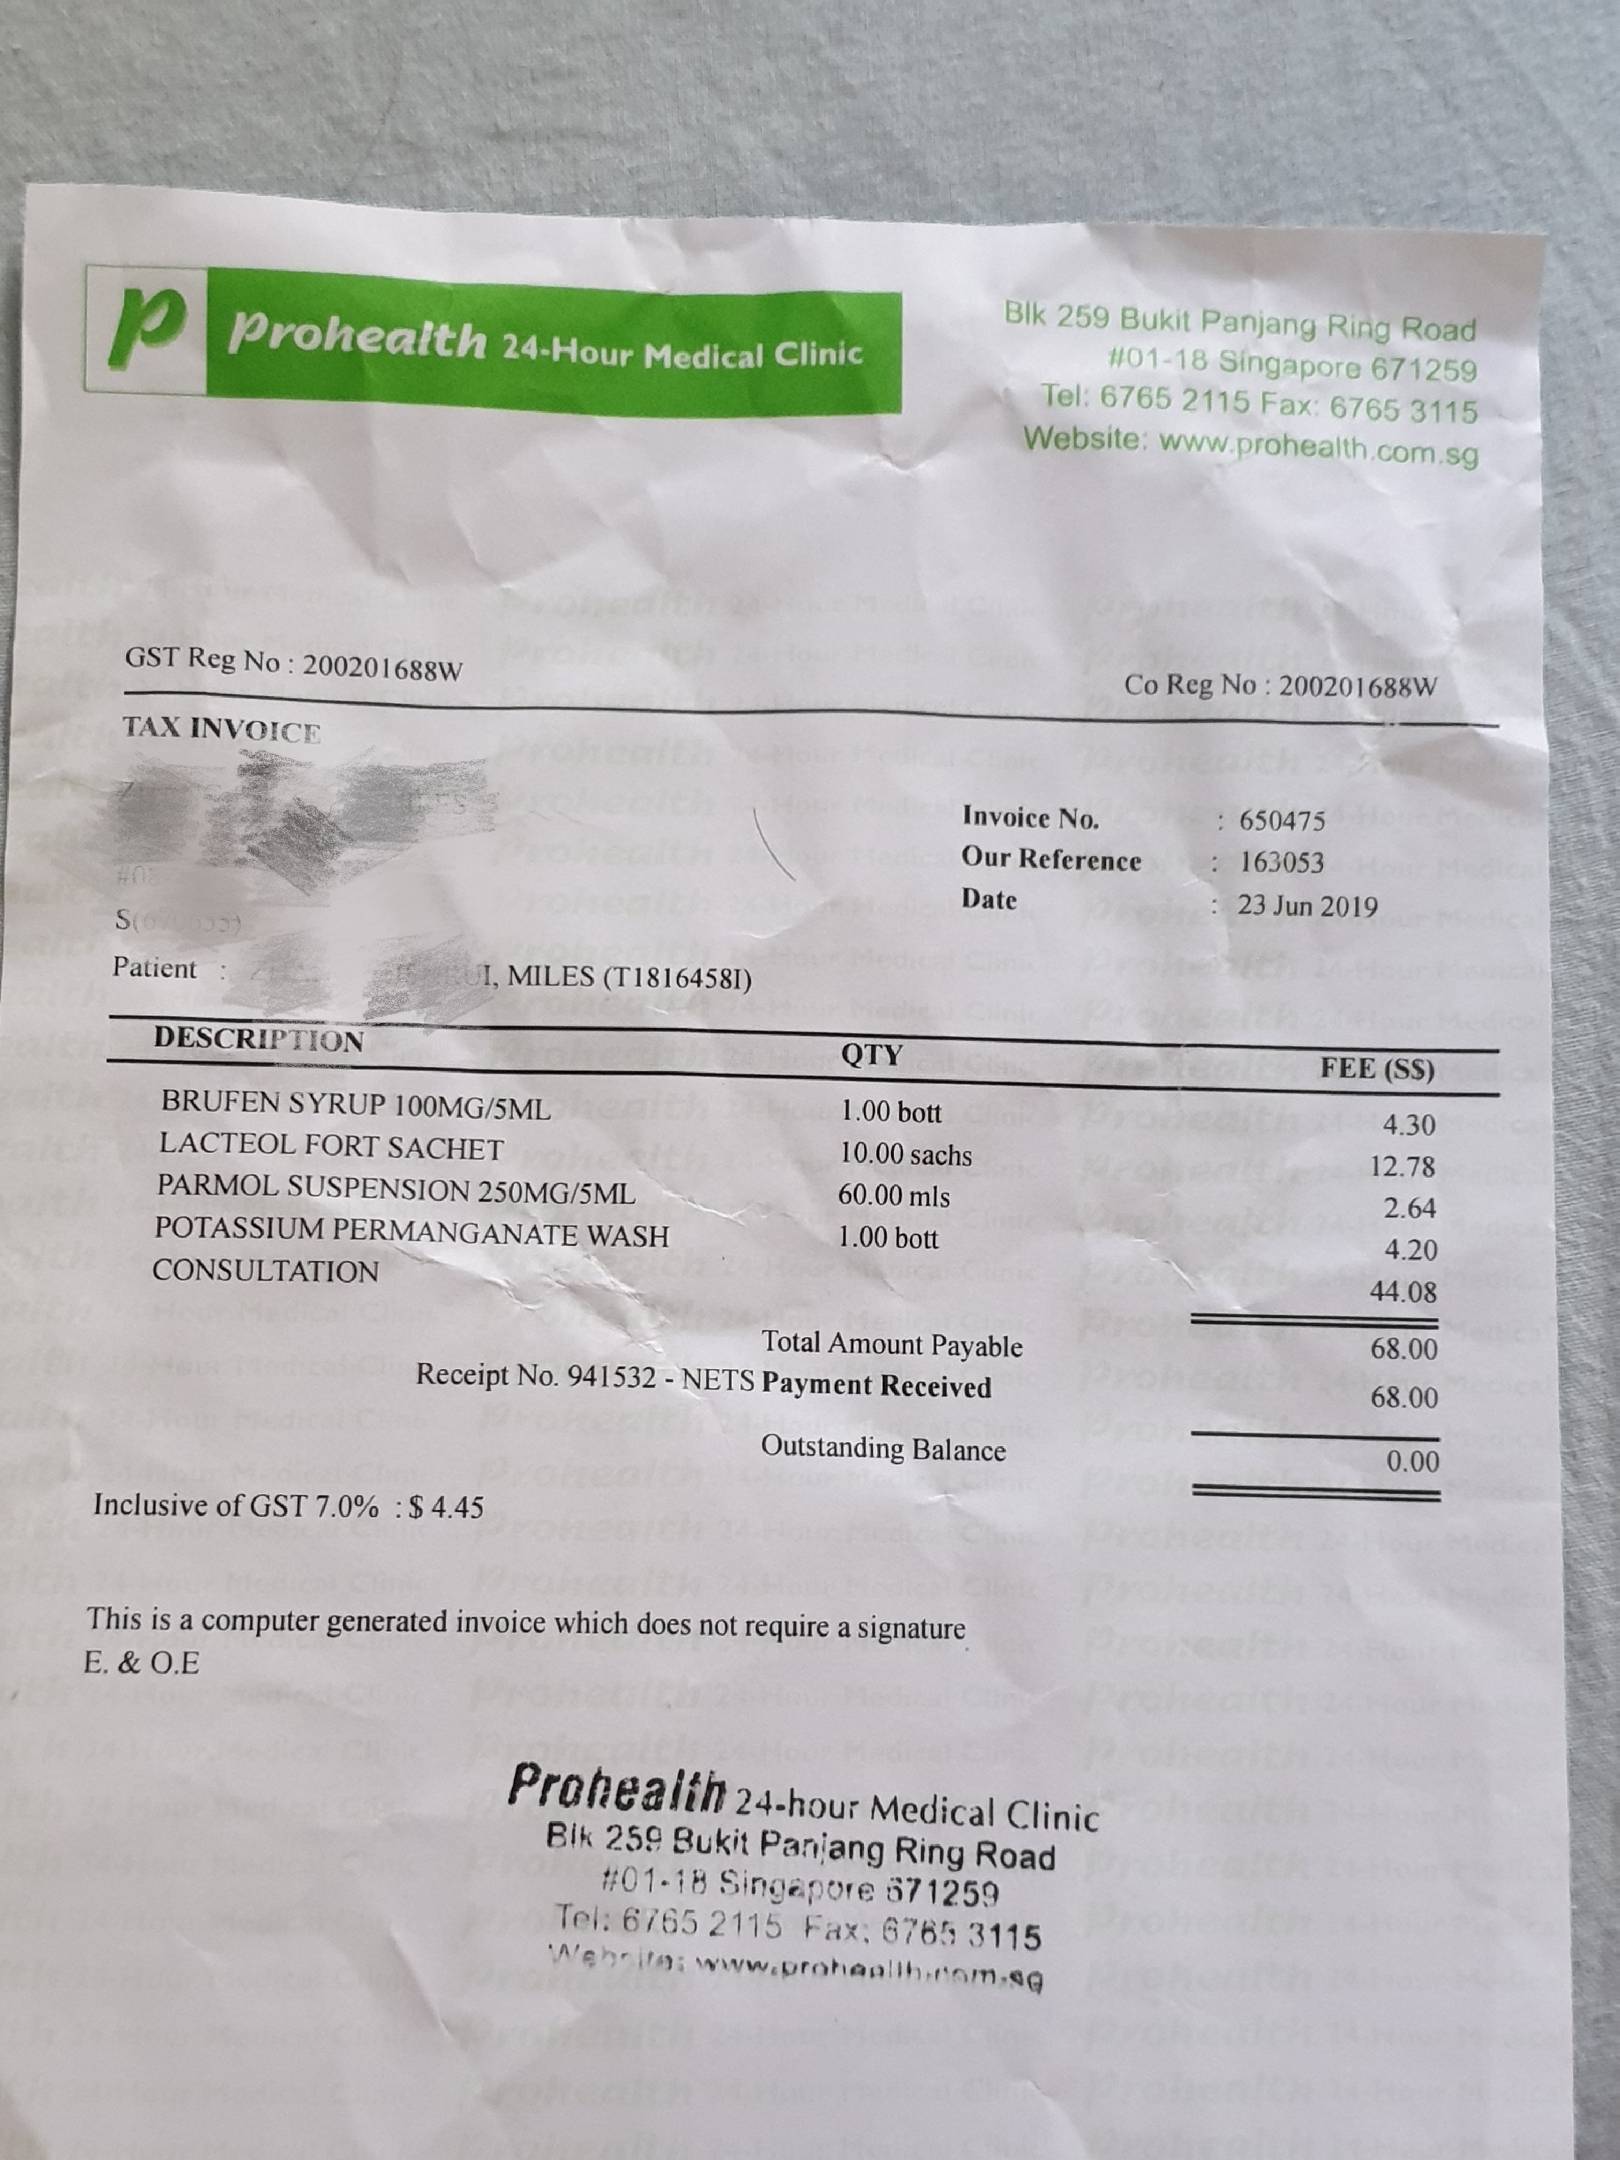 p prohealth 24-Hour Medical Clinic
Blk 259 Bukit Panjang Ring Road
#01-18 Singapore 671259
Tel: 6765 2115 Fax: 6765 3115
Website: www.prohealth.com.sg
GST Reg No : 200201688W
Co Reg No : 200201688W
TAX INVOICE
Invoice No. : 650475
Our Reference : 163053
Date : 23 Jun 2019
Patient : MILES (T1816458I)
DESCRIPTION QTY FEE (S$)
BRUFEN SYRUP 100MG/5ML 1.00 bott 4.30
LACTEOL FORT SACHET 10.00 sachs 12.78
PARMOL SUSPENSION 250MG/5ML 60.00 mls 2.64
POTASSIUM PERMANGANATE WASH 1.00 bott 4.20
CONSULTATION 44.08
Total Amount Payable 68.00
Receipt No. 941532 - NETS Payment Received 68.00
Outstanding Balance 0.00
Inclusive of GST 7.0% : $ 4.45
This is a computer generated invoice which does not require a signature
E. & O.E
Prohealth 24-hour Medical Clinic
Blk 259 Bukit Panjang Ring Road
#01-18 Singapore 671259
Tel: 6765 2115 Fax: 6765 3115
Website: www.prohealth.com.sg